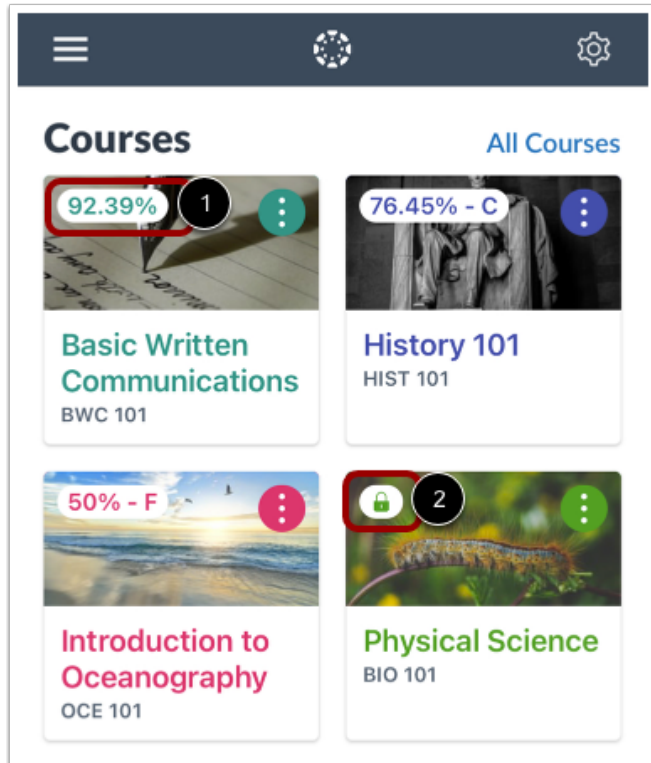 Courses
All Courses
92.39%
1
Basic Written
Communications
BWC 101
76.45% - C
History 101
HIST 101
50% - F
Introduction to
Oceanography
OCE 101
2
Physical Science
BIO 101